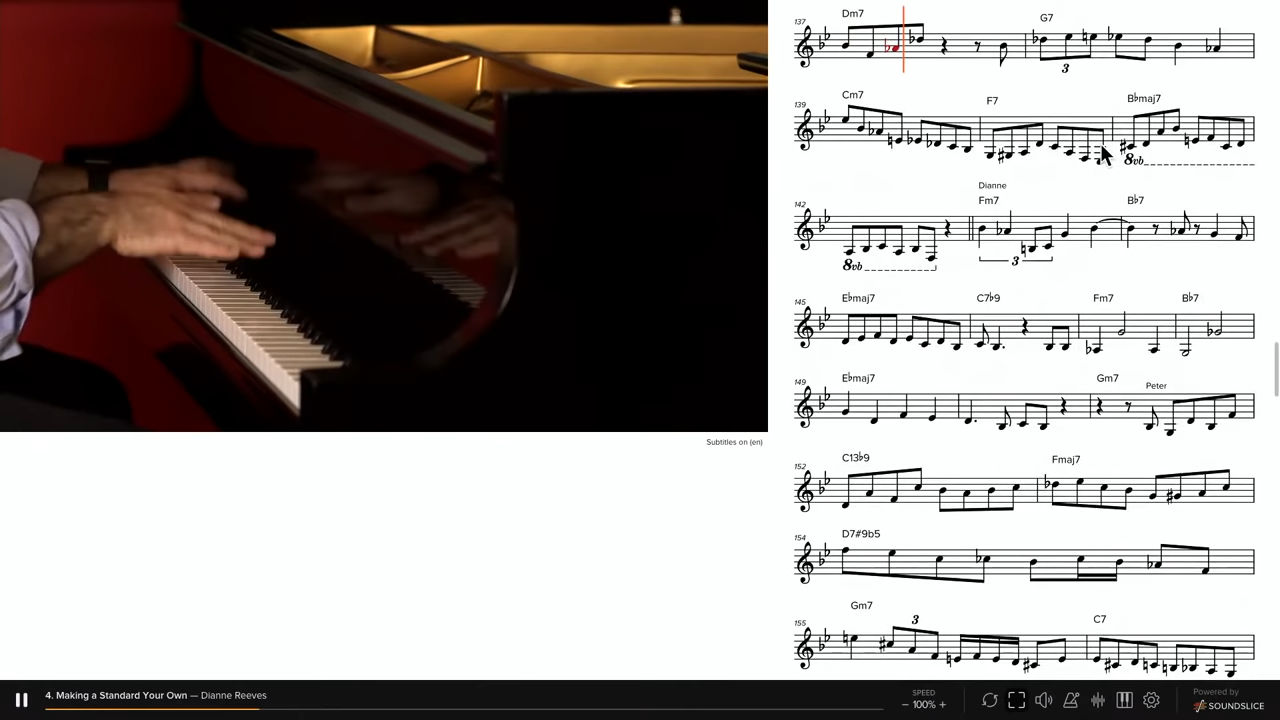 137
Dm7
G7
3
139
Cm7
F7
B♭maj7
8vb
Dianne
142
Fm7
B♭7
8vb
3
145
E♭maj7
C7♭9
Fm7
B♭7
149
E♭maj7
Gm7
Peter
152
C13♭9
Fmaj7
154
D7#9b5
155
Gm7
3
C7
Subtitles on (en)
4. Making a Standard Your Own — Dianne Reeves
SPEED
− 100% +
Powered by
SOUNDSLICE